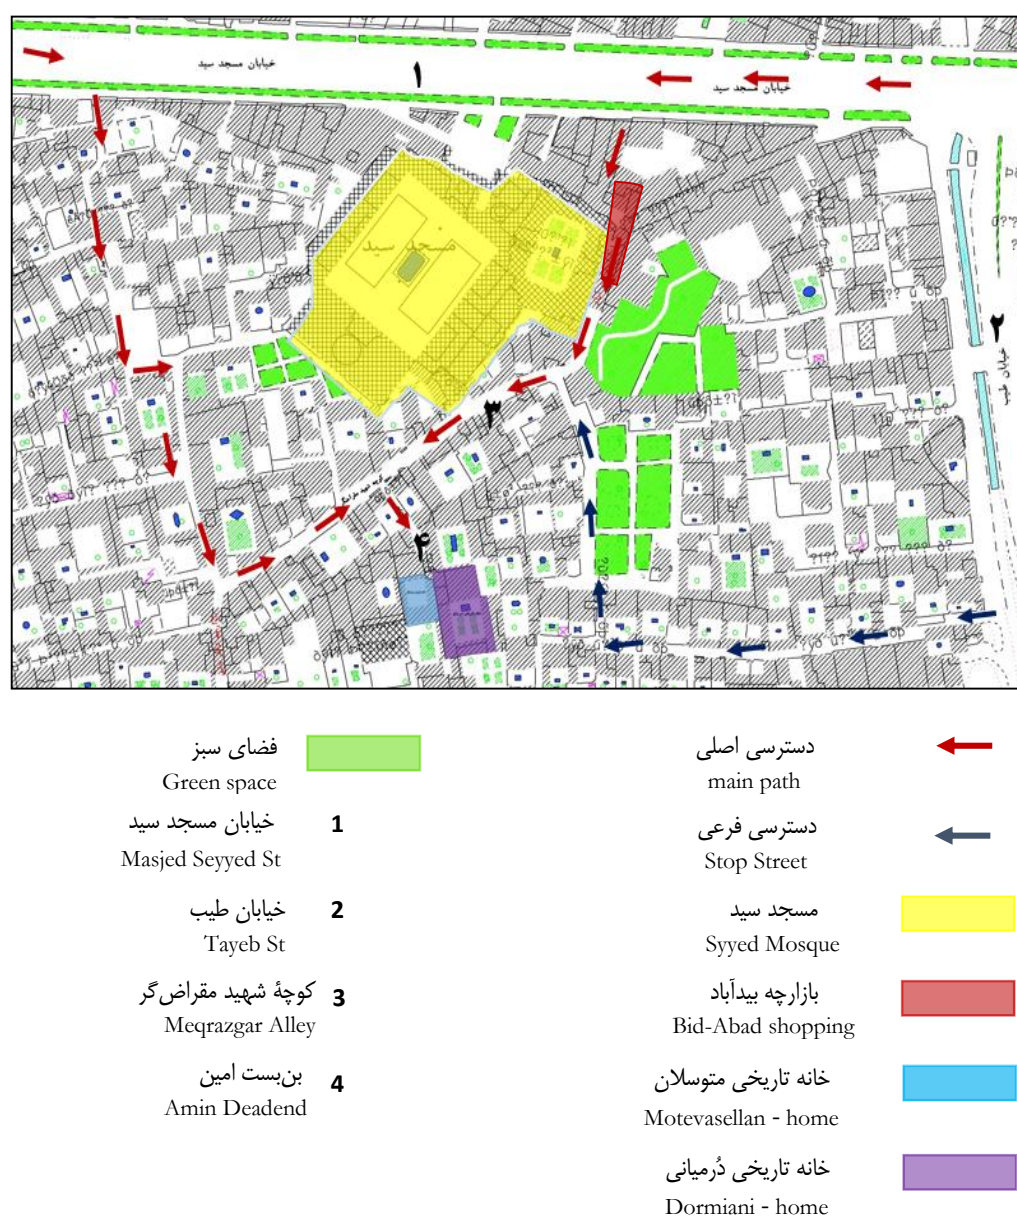 خیابان مسجد سید
۱
خیابان مسجد سید
مسجد سید
۲
خیابان طیب
۳
۴
فضای سبز
Green space
خیابان مسجد سید 1
Masjed Seyyed St
خیابان طیب 2
Tayeb St
کوچهٔ شهید مقراض‌گر 3
Meqrazgar Alley
بن‌بست امین 4
Amin Deadend
دسترسی اصلی
main path
دسترسی فرعی
Stop Street
مسجد سید
Syyed Mosque
بازارچه بیدآباد
Bid-Abad shopping
خانه تاریخی متوسلان
Motevasellan - home
خانه تاریخی دُرمیانی
Dormiani - home